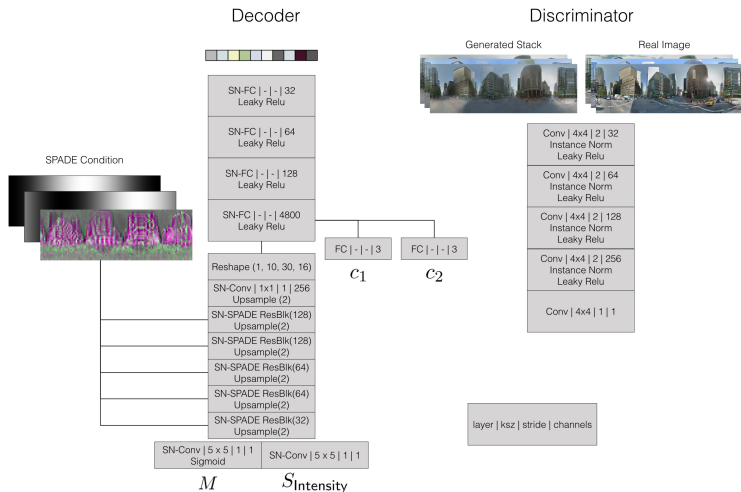 Decoder
Discriminator
SN-FC | - | - | 32
Leaky Relu
SN-FC | - | - | 64
Leaky Relu
SN-FC | - | - | 128
Leaky Relu
SN-FC | - | - | 4800
Leaky Relu
SPADE Condition
FC | - | - | 3
FC | - | - | 3
c1
c2
Reshape (1, 10, 30, 16)
SN-Conv | 1x1 | 1 | 256
Upsample (2)
SN-SPADE ResBlk(128)
Upsample(2)
SN-SPADE ResBlk(128)
Upsample(2)
SN-SPADE ResBlk(64)
Upsample(2)
SN-SPADE ResBlk(64)
Upsample(2)
SN-SPADE ResBlk(32)
Upsample(2)
SN-Conv | 5 x 5 | 1 | 1
Sigmoid
SN-Conv | 5 x 5 | 1 | 1
M
SIntensity
Generated Stack
Real Image
Conv | 4x4 | 2 | 32
Instance Norm
Leaky Relu
Conv | 4x4 | 2 | 64
Instance Norm
Leaky Relu
Conv | 4x4 | 2 | 128
Instance Norm
Leaky Relu
Conv | 4x4 | 2 | 256
Instance Norm
Leaky Relu
Conv | 4x4 | 1 | 1
layer | ksz | stride | channels